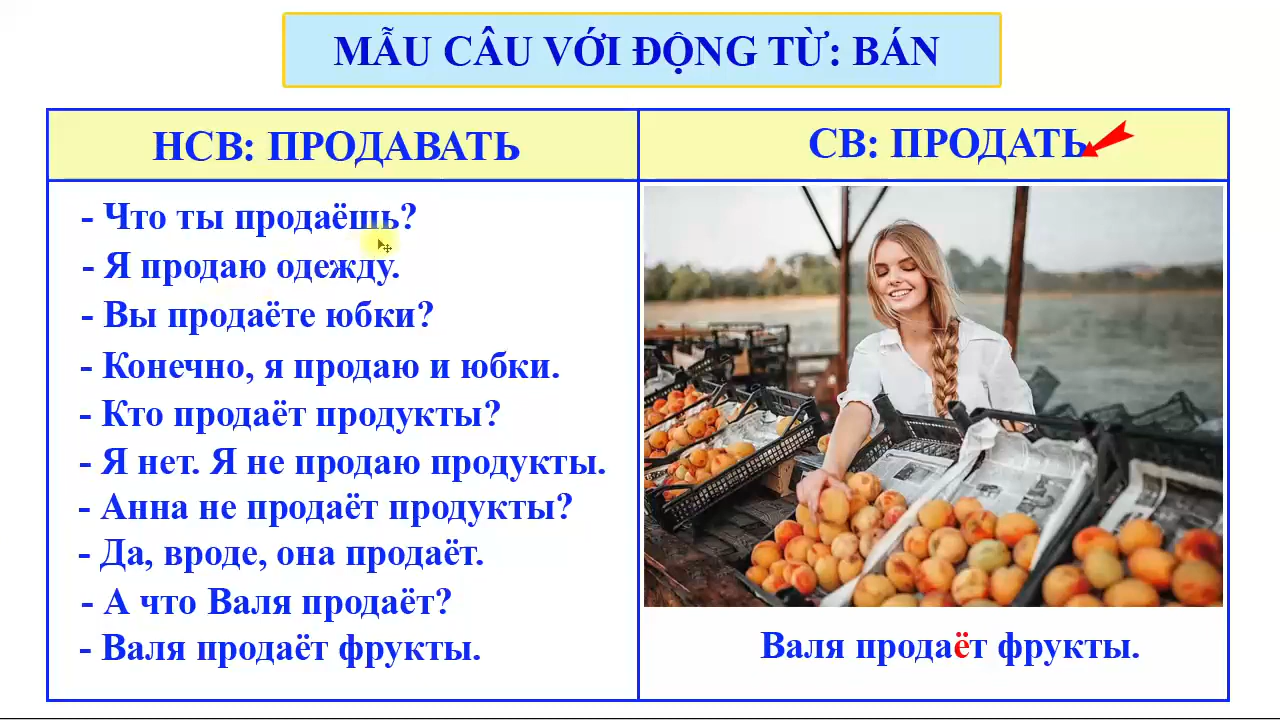 MẪU CÂU VỚI ĐỘNG TỪ: BÁN
НСВ: ПРОДАВАТЬ
СВ: ПРОДАТЬ
- Что ты продаёшь?
- Я продаю одежду.
- Вы продаёте юбки?
- Конечно, я продаю и юбки.
- Кто продаёт продукты?
- Я нет. Я не продаю продукты.
- Анна не продаёт продукты?
- Да, вроде, она продаёт.
- А что Валя продаёт?
- Валя продаёт фрукты.
Валя продаёт фрукты.